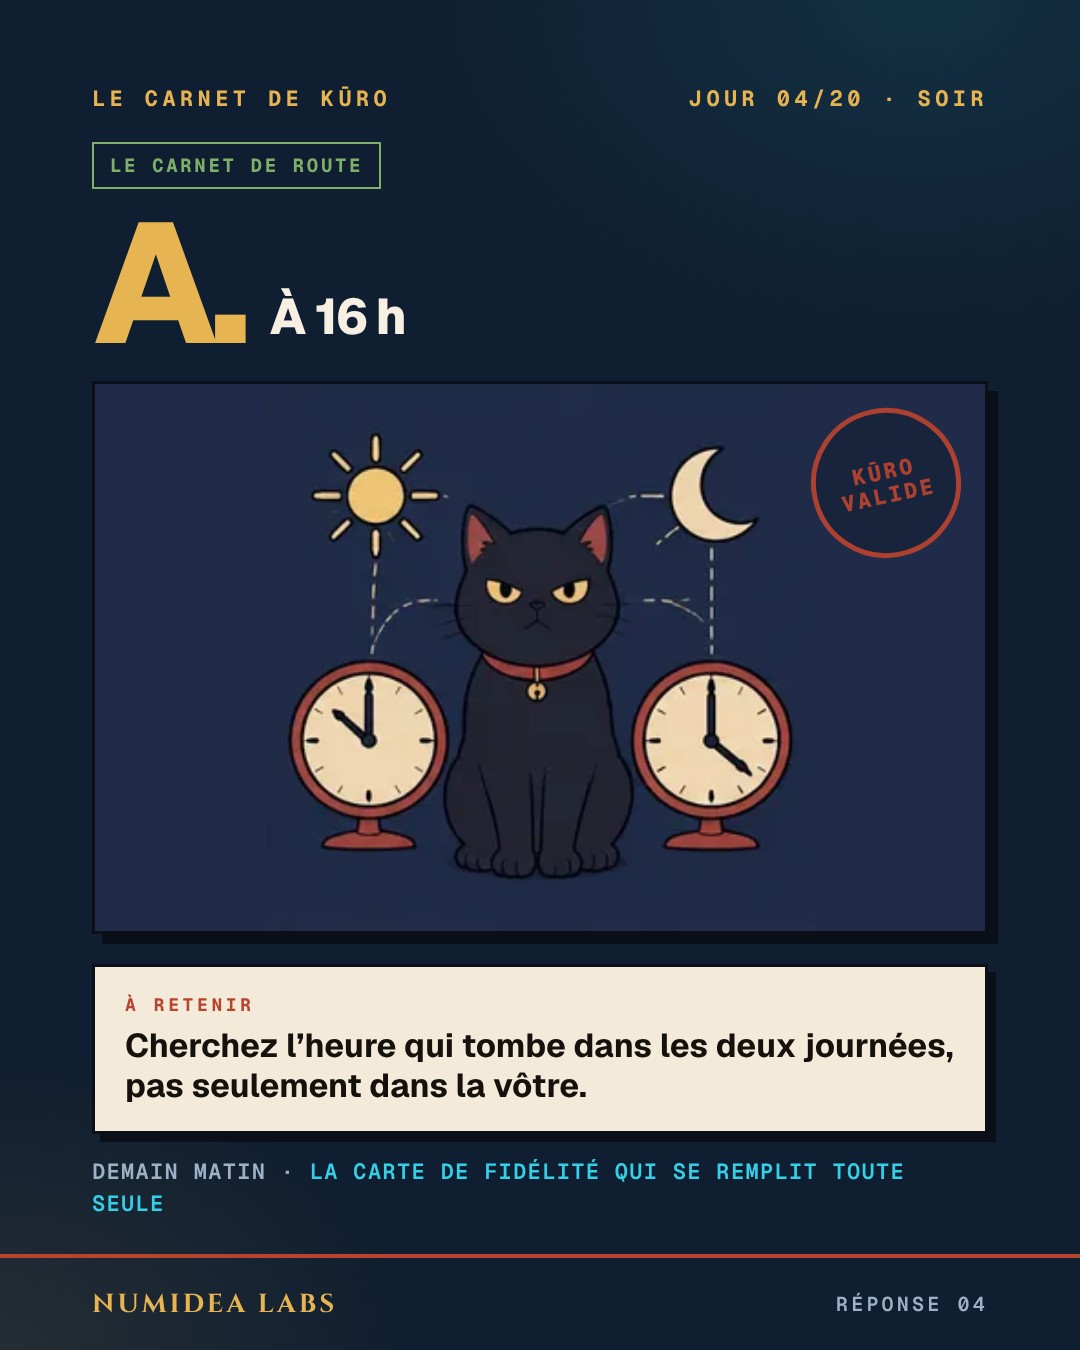 LE CARNET DE KŪRO
JOUR 04/20 · SOIR
LE CARNET DE ROUTE
A. À 16 h
KŪRO
VALIDE
À RETENIR
Cherchez l’heure qui tombe dans les deux journées,
pas seulement dans la vôtre.
DEMAIN MATIN · LA CARTE DE FIDÉLITÉ QUI SE REMPLIT TOUTE
SEULE
NUMIDEA LABS
RÉPONSE 04